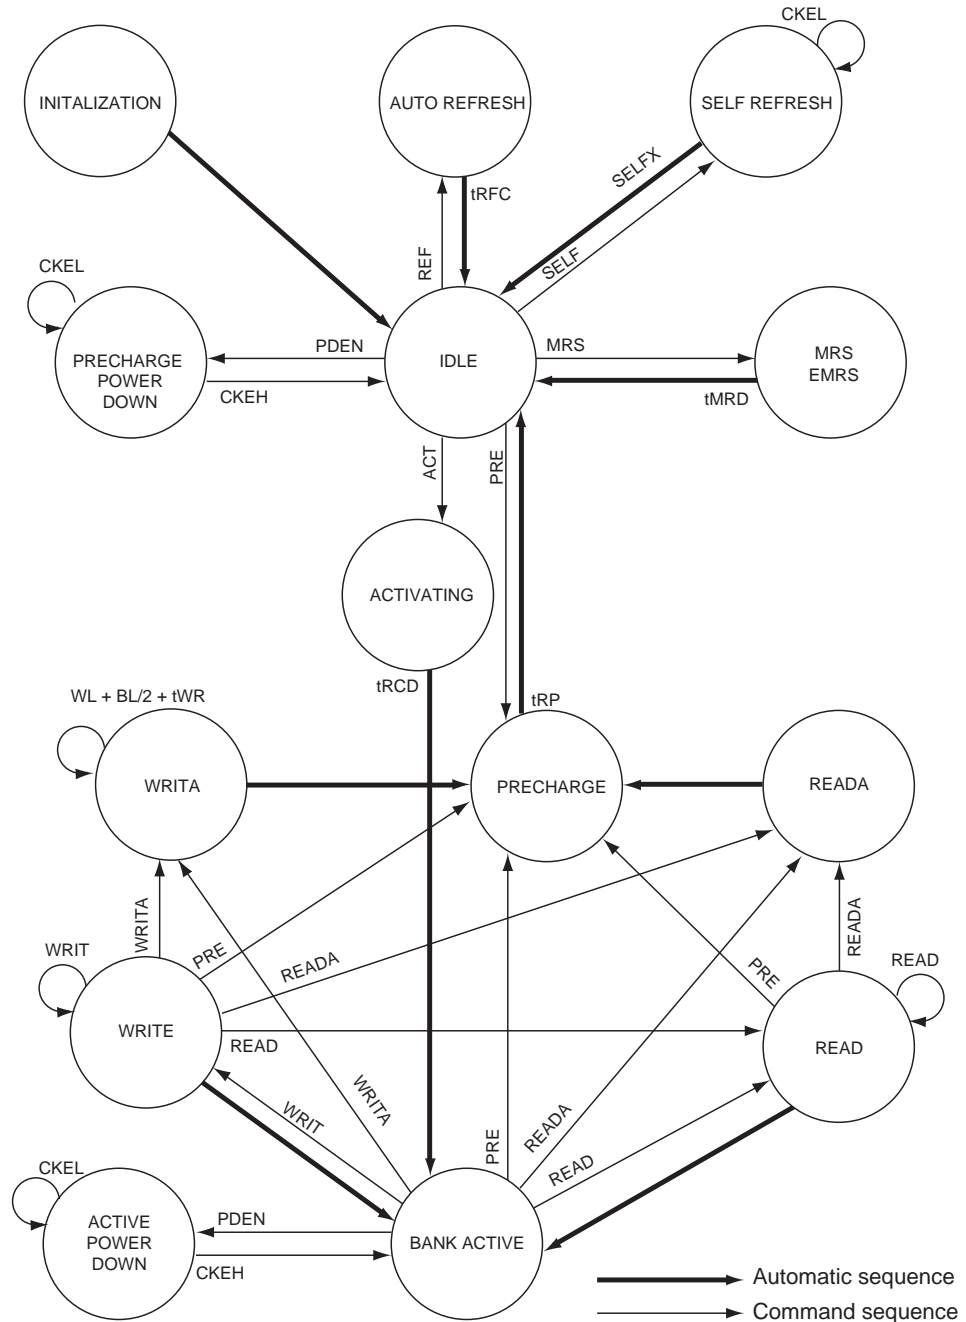 CKEL
INITALIZATION
AUTO REFRESH
SELF REFRESH
SELFX
tRFC
REF
SELF
CKEL
PRECHARGE
POWER
DOWN
PDEN
CKEH
IDLE
MRS
tMRD
MRS
EMRS
ACT
PRE
ACTIVATING
tRCD
tRP
WL + BL/2 + tWR
WRITA
PRECHARGE
READA
WRITA
PRE
READA
PRE
READA
WRIT
READ
WRITE
READ
READ
WRITA
WRIT
PRE
READA
READ
CKEL
ACTIVE
POWER
DOWN
PDEN
CKEH
BANK ACTIVE
Automatic sequence
Command sequence